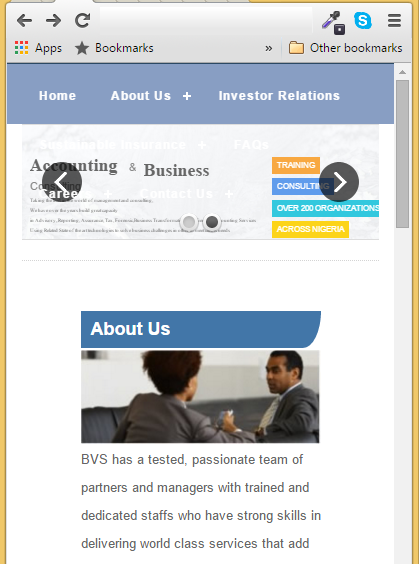 Apps Bookmarks » Other bookmarks
Home About Us + Investor Relations
Sustainable Insurance + FAQs
Accounting & Business
TRAINING
Consulting
CONSULTING
Careers + Contact Us +
OVER 200 ORGANIZATIONS
ACROSS NIGERIA
About Us
BVS has a tested, passionate team of
partners and managers with trained and
dedicated staffs who have strong skills in
delivering world class services that add